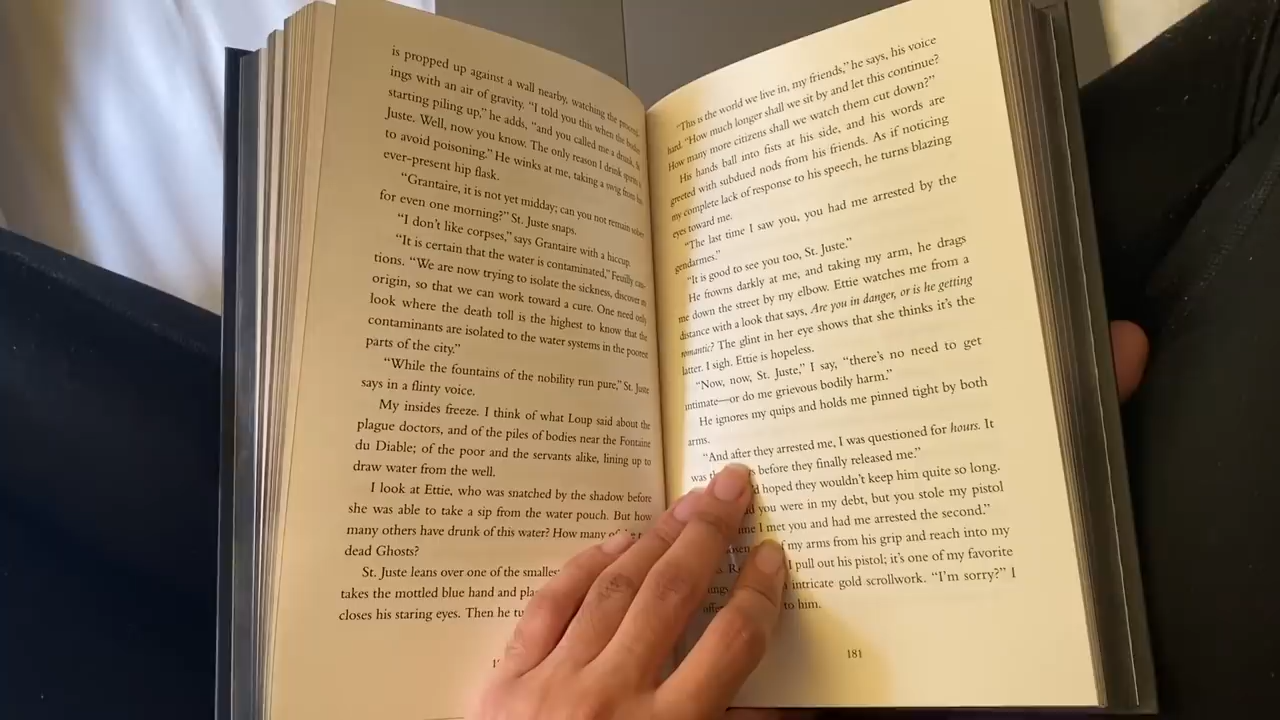 is propped up against a wall nearby, watching the proceed-
ings with an air of gravity. "I told you this when the bodies
starting piling up," he adds, "and you called me a drunk, St.
Juste. Well, now you know. The only reason I drink spirits is
to avoid poisoning." He winks at me, taking a swig from his
ever-present hip flask.
"Grantaire, it is not yet midday; can you not remain sober
for even one morning?" St. Juste snaps.
"I don't like corpses," says Grantaire with a hiccup.
"It is certain that the water is contaminated," Feuilly cau-
tions. "We are now trying to isolate the sickness, discover its
origin, so that we can work toward a cure. One need only
look where the death toll is the highest to know that the
contaminants are isolated to the water systems in the poorest
parts of the city."
"While the fountains of the nobility run pure," St. Juste
says in a flinty voice.
My insides freeze. I think of what Loup said about the
plague doctors, and of the piles of bodies near the Fontaine
du Diable; of the poor and the servants alike, lining up to
draw water from the well.
I look at Ettie, who was snatched by the shadow before
she was able to take a sip from the water pouch. But how
many others have drunk of this water? How many
dead Ghosts?
St. Juste leans over one of the smalles
takes the mottled blue hand and pla
closes his staring eyes. Then he tu
"This is the world we live in, my friends," he says, his voice
hard. "How much longer shall we sit by and let this continue?
How many more citizens shall we watch them cut down?"
His hands ball into fists at his side, and his words are
greeted with subdued nods from his friends. As if noticing
my complete lack of response to his speech, he turns blazing
eyes toward me.
"The last time I saw you, you had me arrested by the
gendarmes."
"It is good to see you too, St. Juste."
He frowns darkly at me, and taking my arm, he drags
me down the street by my elbow. Ettie watches me from a
distance with a look that says, Are you in danger, or is he getting
romantic? The glint in her eye shows that she thinks it's the
latter. I sigh. Ettie is hopeless.
"Now, now, St. Juste," I say, "there's no need to get
intimate—or do me grievous bodily harm."
He ignores my quips and holds me pinned tight by both
arms.
"And after they arrested me, I was questioned for hours. It
was before they finally released me."
hoped they wouldn't keep him quite so long.
you were in my debt, but you stole my pistol
I met you and had me arrested the second."
my arms from his grip and reach into my
I pull out his pistol; it's one of my favorite
intricate gold scrollwork. "I'm sorry?" I
to him.
181